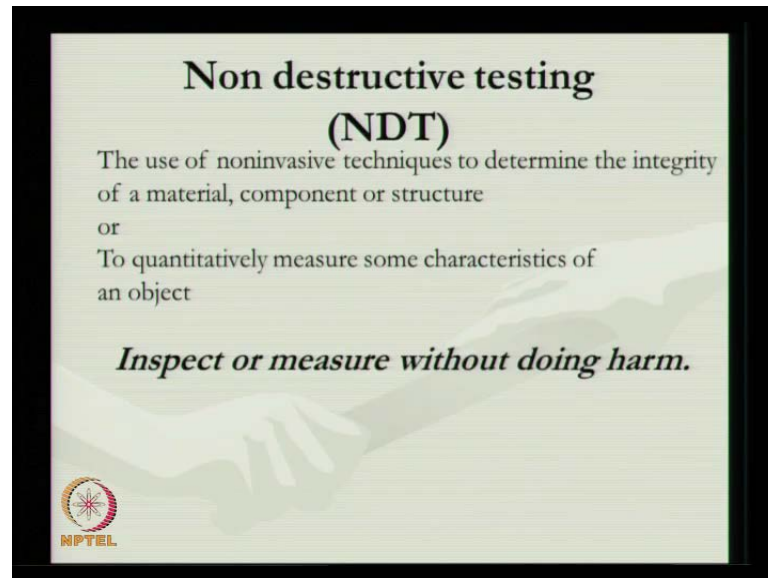 Non destructive testing
(NDT)
The use of noninvasive techniques to determine the integrity
of a material, component or structure
or
To quantitatively measure some characteristics of
an object
Inspect or measure without doing harm.
NPTEL